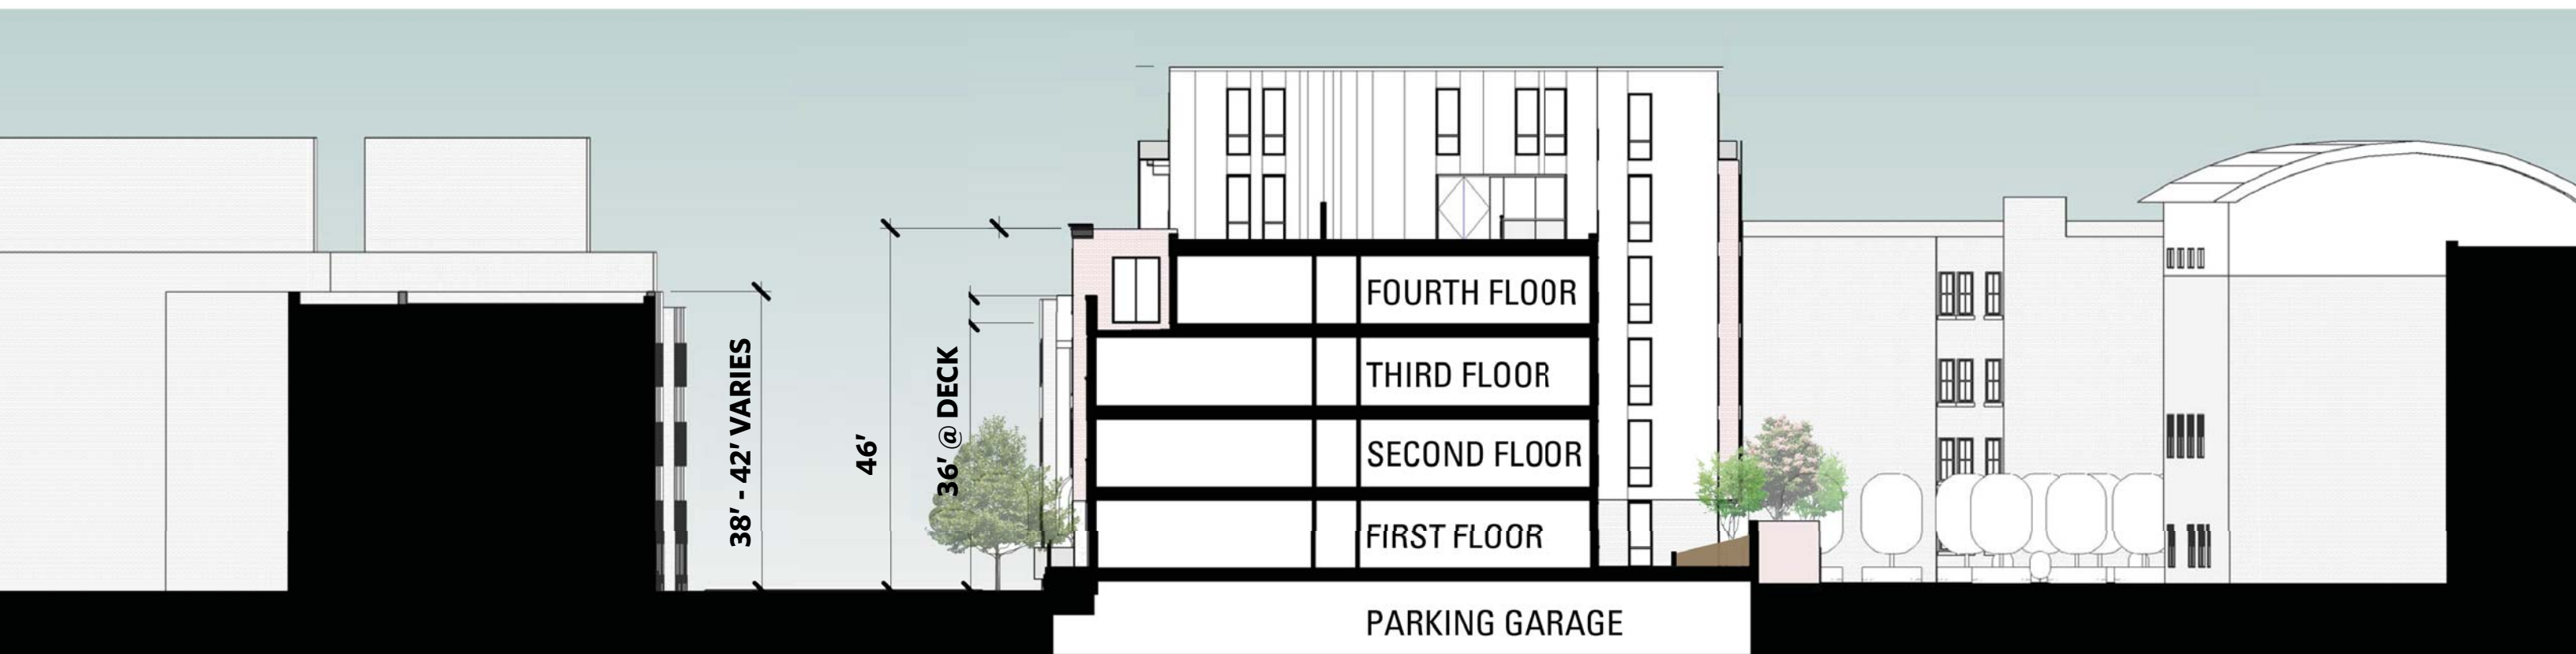 38' - 42' VARIES
46'
36' @ DECK
FOURTH FLOOR
THIRD FLOOR
SECOND FLOOR
FIRST FLOOR
PARKING GARAGE